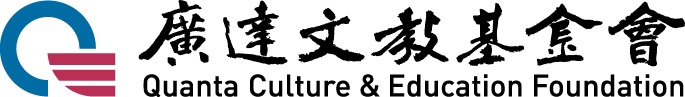 廣達文教基金會
Quanta Culture & Education Foundation